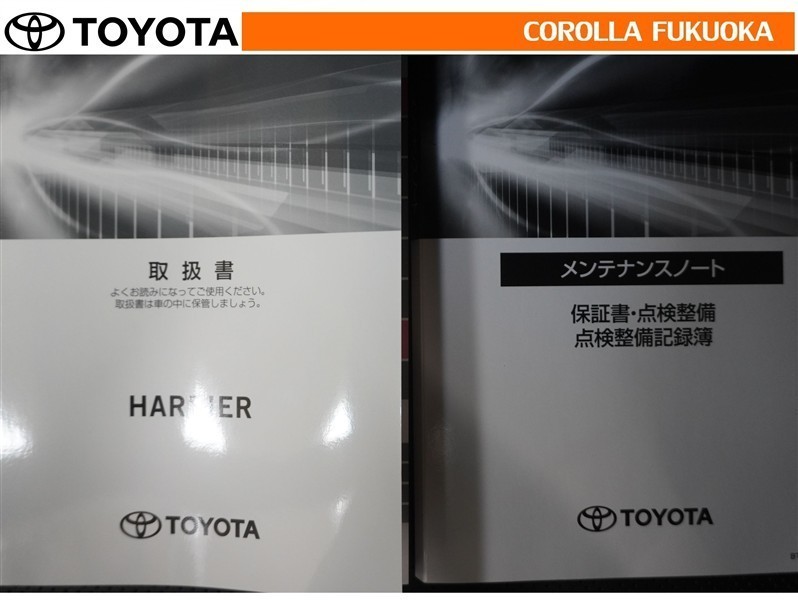 TOYOTA
COROLLA FUKUOKA
取扱書
よくお読みになってご使用ください。
取扱書は車の中に保管しましょう。
HARRIER
TOYOTA
メンテナンスノート
保証書・点検整備
点検整備記録簿
TOYOTA